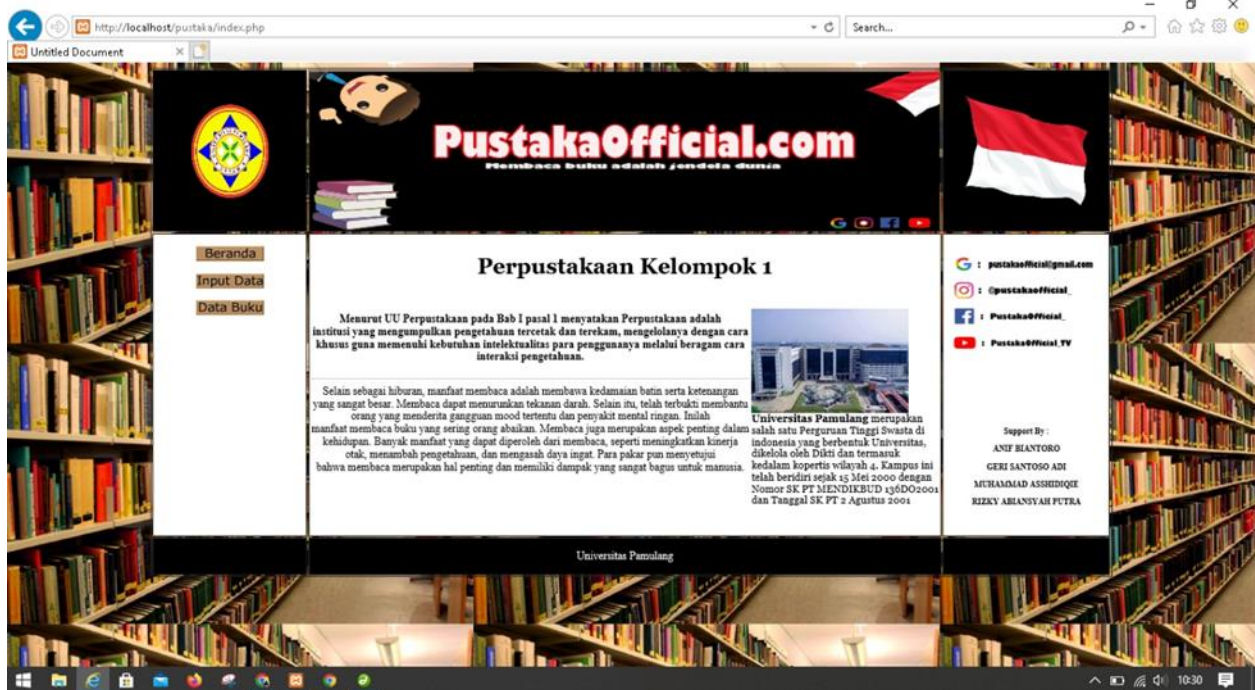 http://localhost/pustaka/index.php
Search...
Untitled Document
PustakaOfficial.com
Membaca buku adalah jendela dunia
Beranda
Input Data
Data Buku
Perpustakaan Kelompok 1
Menurut UU Perpustakaan pada Bab I pasal 1 menyatakan Perpustakaan adalah
institusi yang mengumpulkan pengetahuan tercetak dan terekam, mengelolanya dengan cara
khusus guna memenuhi kebutuhan intelektualitas para penggunanya melalui beragam cara
interaksi pengetahuan.
Selain sebagai hiburan, manfaat membaca adalah membawa kedamaian batin serta ketenangan
yang sangat besar. Membaca dapat menurunkan tekanan darah. Selain itu, telah terbukti membantu
orang yang menderita gangguan mood tertentu dan penyakit mental ringan. Inilah
manfaat membaca buku yang sering orang abaikan. Membaca juga merupakan aspek penting dalam
kehidupan. Banyak manfaat yang dapat diperoleh dari membaca, seperti meningkatkan kinerja
otak, menambah pengetahuan, dan mengasah daya ingat. Para pakar pun menyetujui
bahwa membaca merupakan hal penting dan memiliki dampak yang sangat bagus untuk manusia.
Universitas Pamulang merupakan
salah satu Perguruan Tinggi Swasta di
indonesia yang berbentuk Universitas,
dikelola oleh Dikti dan termasuk
kedalam kopertis wilayah 4. Kampus ini
telah beridiri sejak 15 Mei 2000 dengan
Nomor SK PT MENDIKBUD 136DO2001
dan Tanggal SK PT 2 Agustus 2001
: pustakaofficial@gmail.com
: @pustakaofficial_
: PustakaOfficial_
: PustakaOfficial_TV
Support By :
ANIF BIANTORO
GERI SANTOSO ADI
MUHAMMAD ASSHIDIQIE
RIZKY ABIANSYAH PUTRA
Universitas Pamulang
10:30